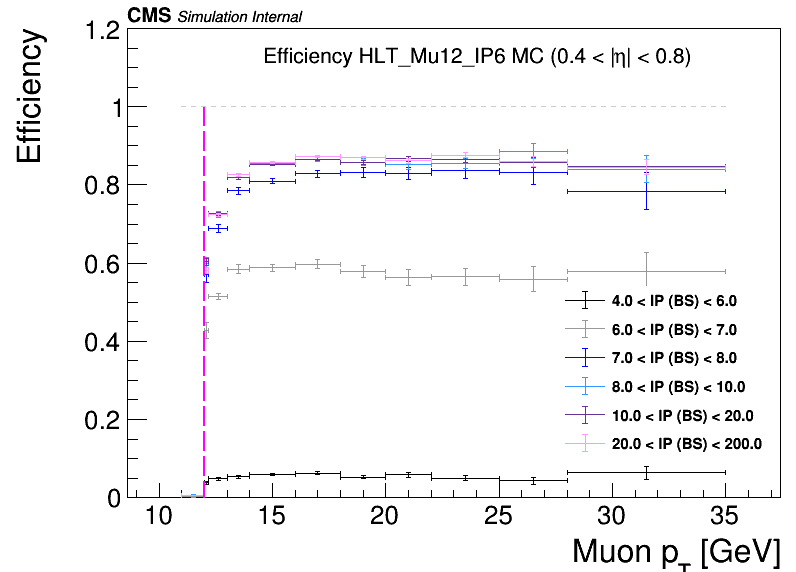 CMS Simulation Internal
Efficiency HLT_Mu12_IP6 MC (0.4 < |η| < 0.8)
Efficiency
1.2
1
0.8
0.6
0.4
0.2
0
4.0 < IP (BS) < 6.0
6.0 < IP (BS) < 7.0
7.0 < IP (BS) < 8.0
8.0 < IP (BS) < 10.0
10.0 < IP (BS) < 20.0
20.0 < IP (BS) < 200.0
10 15 20 25 30 35
Muon p_T [GeV]